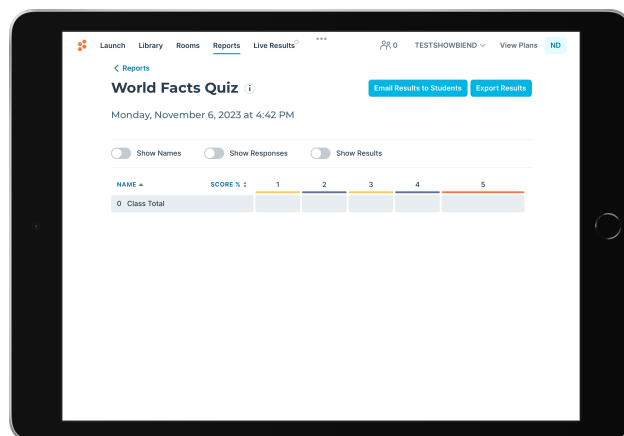 Launch Library Rooms Reports Live Results 0 TESTSHOWBIEND View Plans ND
Reports
World Facts Quiz i
Email Results to Students Export Results
Monday, November 6, 2023 at 4:42 PM
Show Names Show Responses Show Results
NAME SCORE % 1 2 3 4 5
0 Class Total